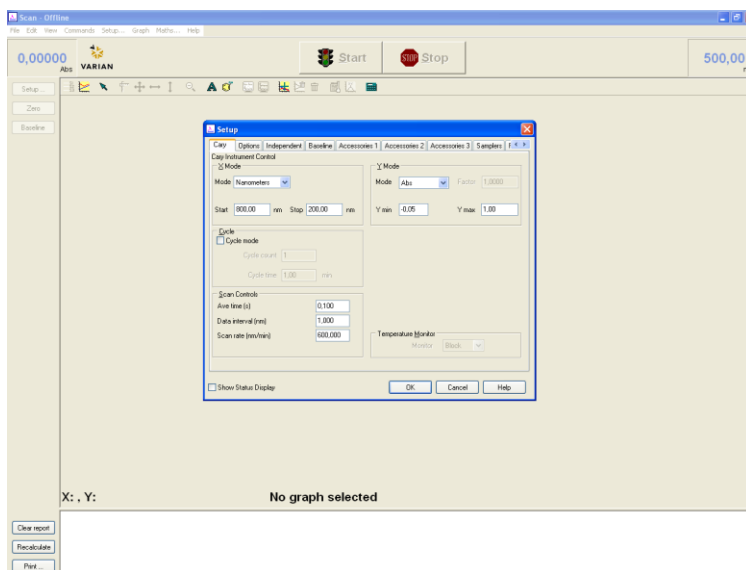 Scan - Offline
File Edit View Commands Setup... Graph Maths... Help
0,00000 Abs
VARIAN
Start
STOP Stop
500,00
Setup ...
Zero
Baseline
A
Setup
Cary Options Independent Baseline Accessories 1 Accessories 2 Accessories 3 Samplers
Cary Instrument Control
X Mode
Y Mode
Mode Nanometers
Mode Abs Factor 1,0000
Start 800,00 nm Stop 200,00 nm
Y min -0,05 Y max 1,00
Cycle
Cycle mode
Cycle count 1
Cycle time 1,00 min
Scan Controls
Ave time (s) 0,100
Data interval (nm) 1,000
Scan rate (nm/min) 600,000
Temperature Monitor
Monitor Block
Show Status Display
OK Cancel Help
X: , Y: No graph selected
Clear report
Recalculate
Print ...